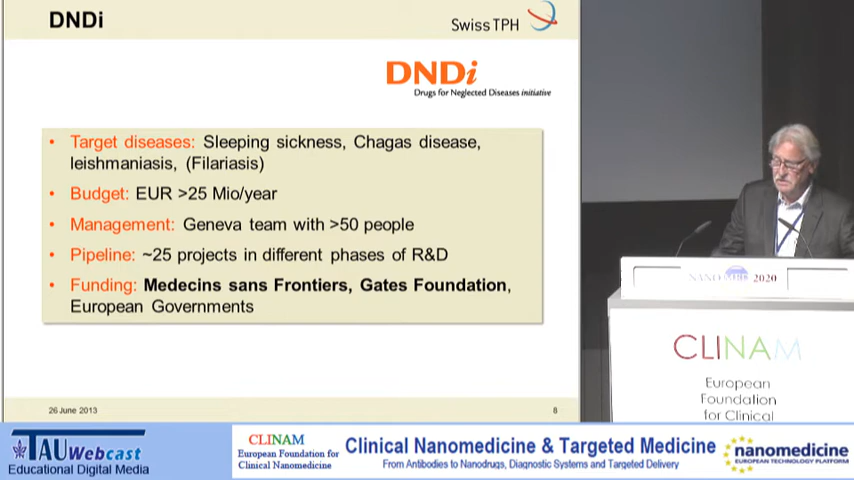 DNDi
Swiss TPH
DNDi
Drugs for Neglected Diseases initiative
• Target diseases: Sleeping sickness, Chagas disease,
leishmaniasis, (Filariasis)
• Budget: EUR >25 Mio/year
• Management: Geneva team with >50 people
• Pipeline: ~25 projects in different phases of R&D
• Funding: Medecins sans Frontiers, Gates Foundation,
European Governments
26 June 2013
8
2020
CLINAM
European
Foundation
for Clinical
TAUWebcast
Educational Digital Media
CLINAM
European Foundation for
Clinical Nanomedicine
Clinical Nanomedicine & Targeted Medicine
From Antibodies to Nanodrugs, Diagnostic Systems and Targeted Delivery
nanomedicine
EUROPEAN TECHNOLOGY PLATFORM